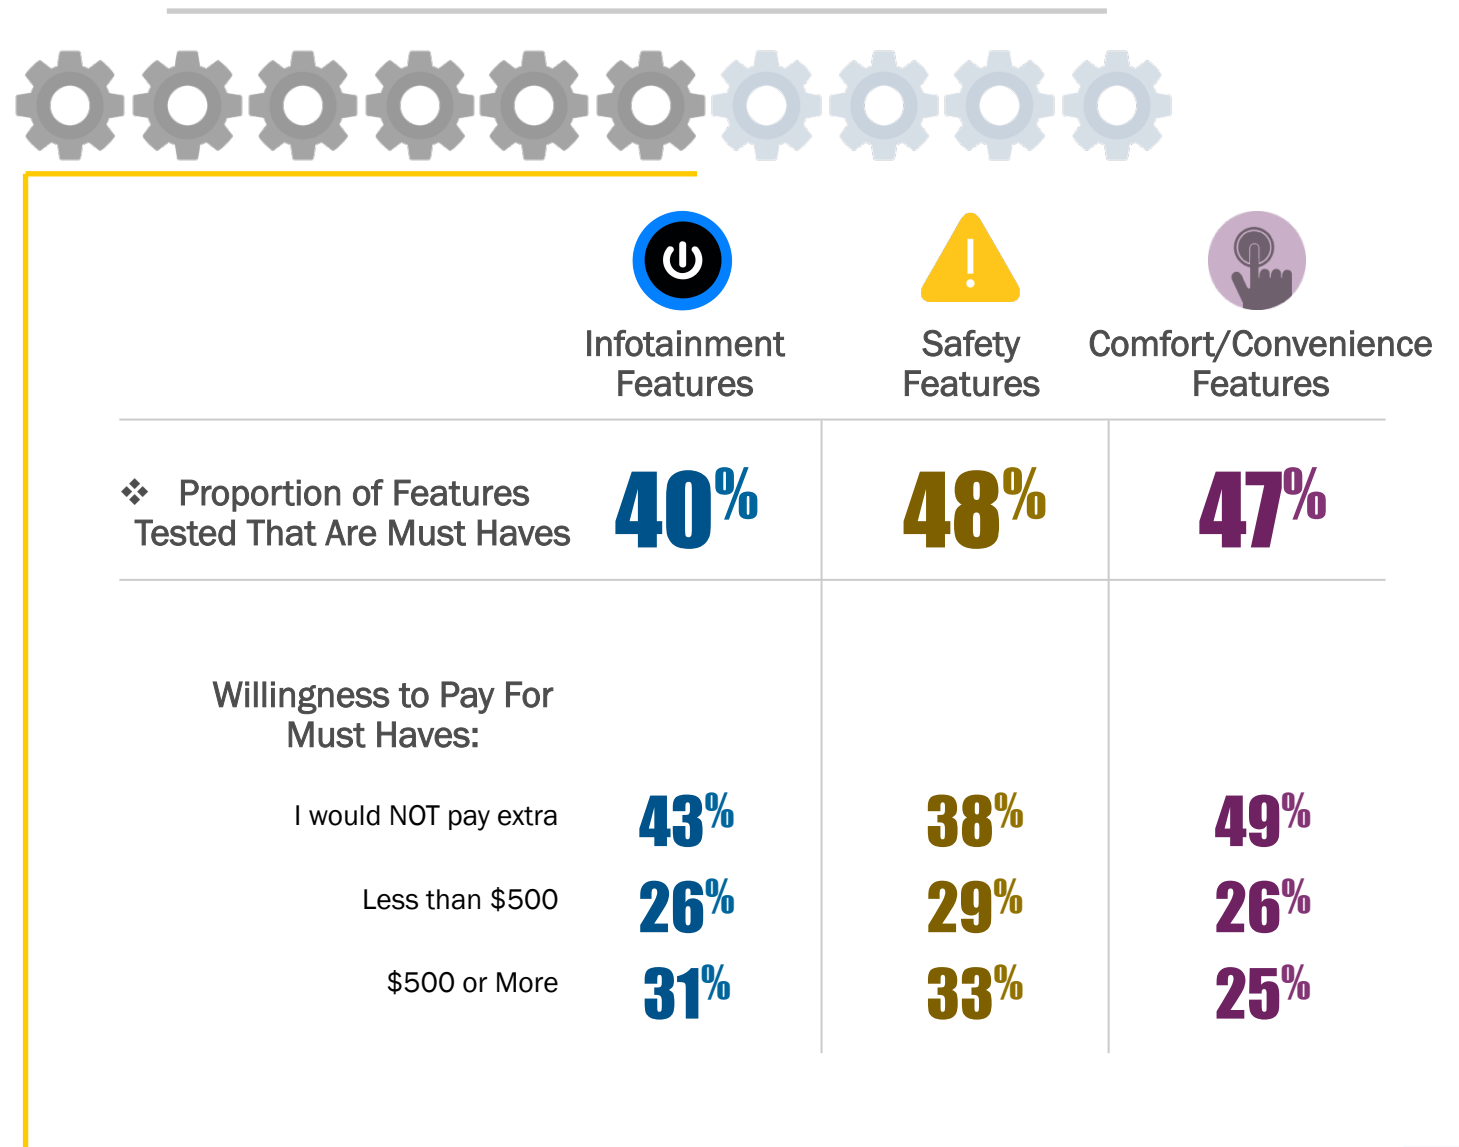 Infotainment
Features
Safety
Features
Comfort/Convenience
Features
❖ Proportion of Features
Tested That Are Must Haves
40% 48% 47%
Willingness to Pay For
Must Haves:
I would NOT pay extra 43% 38% 49%
Less than $500 26% 29% 26%
$500 or More 31% 33% 25%